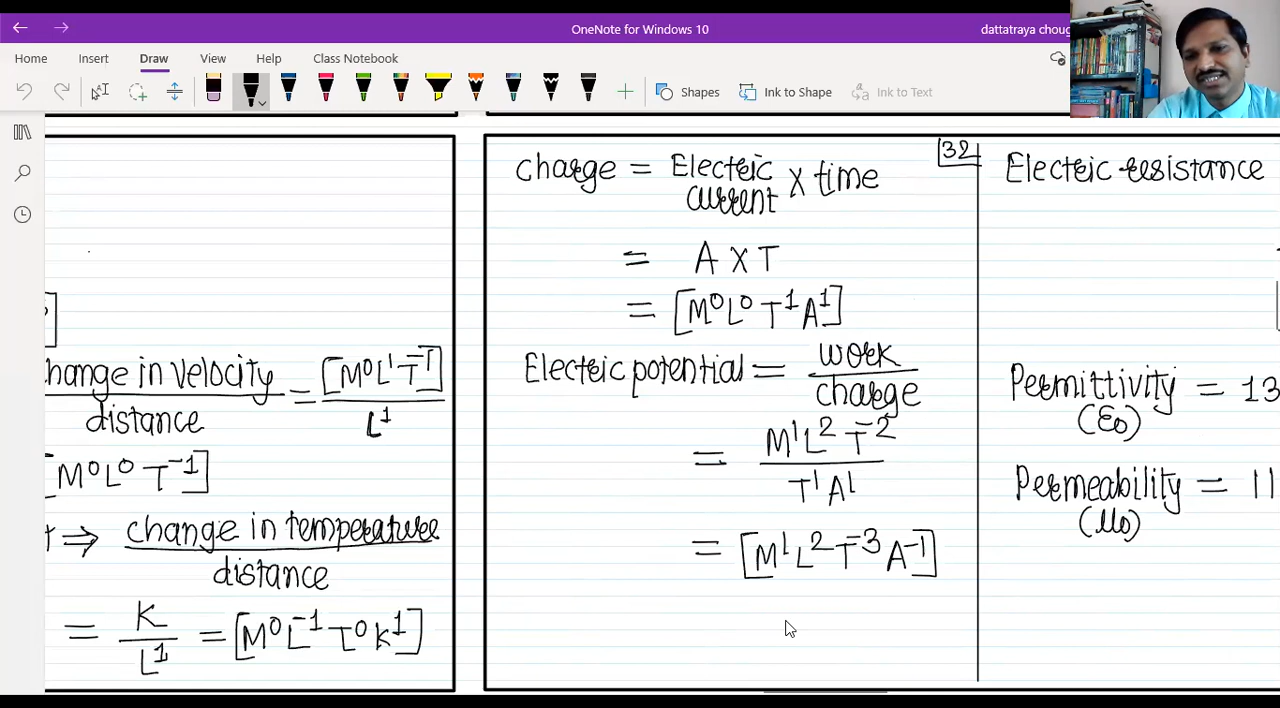 OneNote for Windows 10
dattatraya choug
Home Insert Draw View Help Class Notebook
Shapes Ink to Shape Ink to Text
hange in velocity / distance = [M⁰L¹T⁻¹] / L¹
[M⁰L⁰T⁻¹]
⇒ change in temperature / distance
= K / L¹ = [M⁰L⁻¹T⁰K¹]
charge = Electric current × time
= A × T
= [M⁰L⁰T¹A¹]
Electric potential = work / charge
= M¹L²T⁻² / T¹A¹
= [M¹L²T⁻³A⁻¹]
32
Electric resistance
Permittivity = 13
(ε₀)
Permeability = 11
(μ₀)